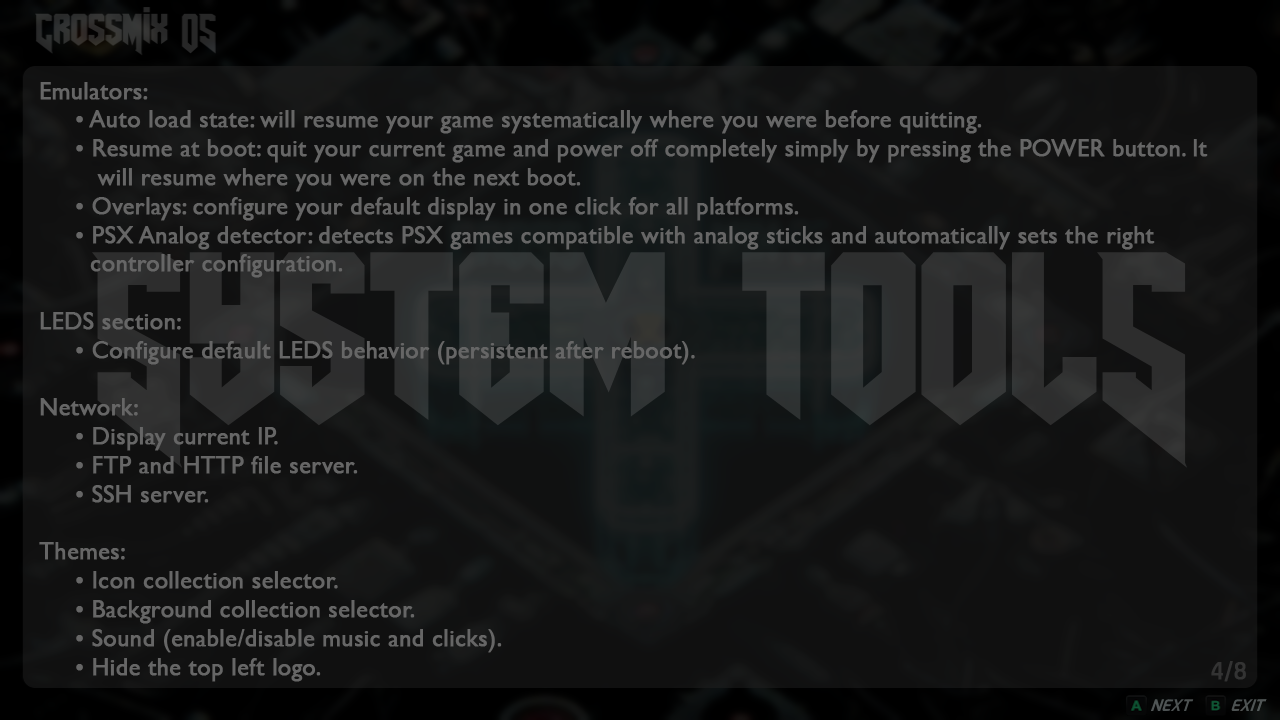 CROSSMIX OS
Emulators:
• Auto load state: will resume your game systematically where you were before quitting.
• Resume at boot: quit your current game and power off completely simply by pressing the POWER button. It
will resume where you were on the next boot.
• Overlays: configure your default display in one click for all platforms.
• PSX Analog detector: detects PSX games compatible with analog sticks and automatically sets the right
controller configuration.
SYSTEM TOOLS
LEDS section:
• Configure default LEDS behavior (persistent after reboot).
Network:
• Display current IP.
• FTP and HTTP file server.
• SSH server.
Themes:
• Icon collection selector.
• Background collection selector.
• Sound (enable/disable music and clicks).
• Hide the top left logo.
4/8
A NEXT B EXIT